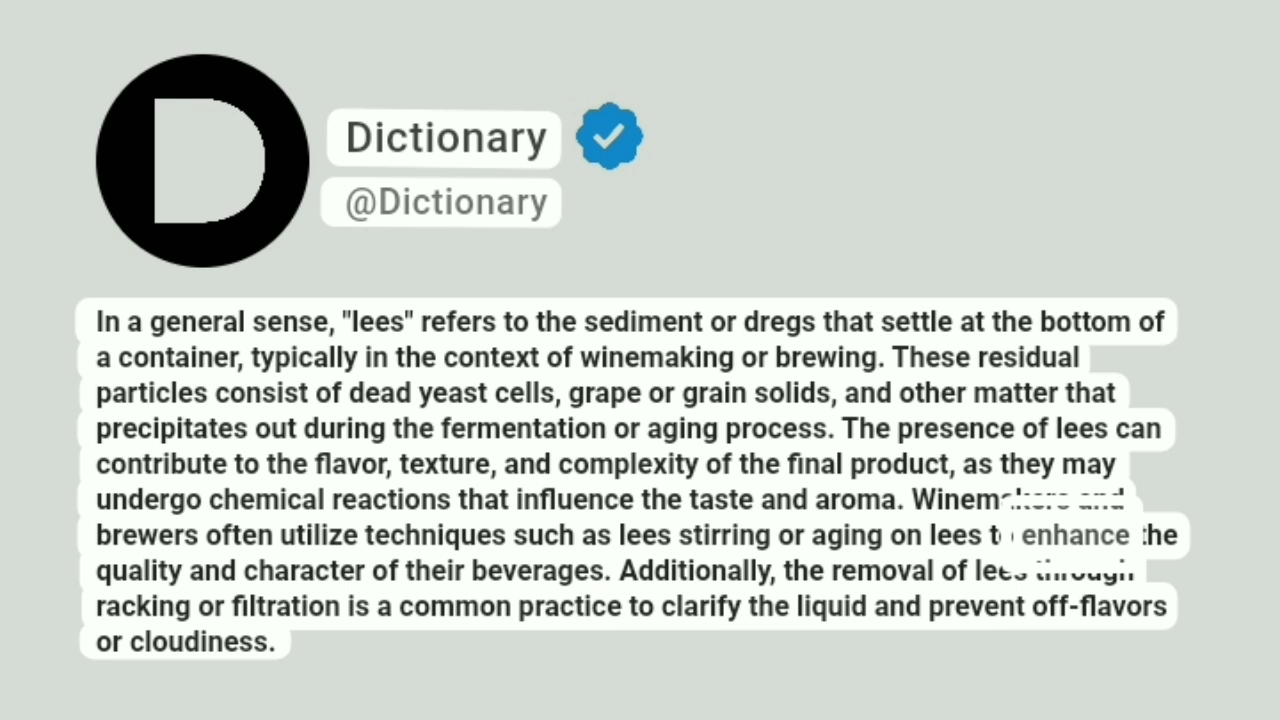 D
Dictionary
@Dictionary
In a general sense, "lees" refers to the sediment or dregs that settle at the bottom of
a container, typically in the context of winemaking or brewing. These residual
particles consist of dead yeast cells, grape or grain solids, and other matter that
precipitates out during the fermentation or aging process. The presence of lees can
contribute to the flavor, texture, and complexity of the final product, as they may
undergo chemical reactions that influence the taste and aroma. Winemakers and
brewers often utilize techniques such as lees stirring or aging on lees to enhance the
quality and character of their beverages. Additionally, the removal of lees through
racking or filtration is a common practice to clarify the liquid and prevent off-flavors
or cloudiness.